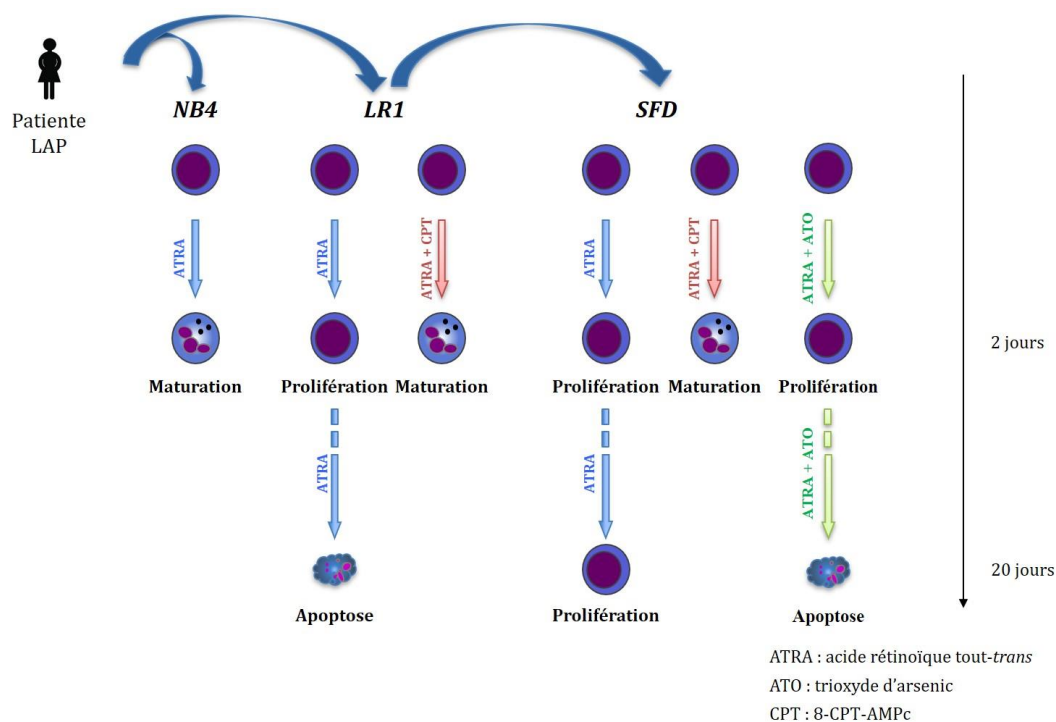 Patiente
LAP
NB4
LR1
SFD
ATRA
ATRA
ATRA + CPT
ATRA
ATRA + CPT
ATRA + ATO
Maturation
Prolifération
Maturation
Prolifération
Maturation
Prolifération
2 jours
ATRA
ATRA
ATRA + ATO
Apoptose
Prolifération
Apoptose
20 jours
ATRA : acide rétinoïque tout-trans
ATO : trioxyde d'arsenic
CPT : 8-CPT-AMPc